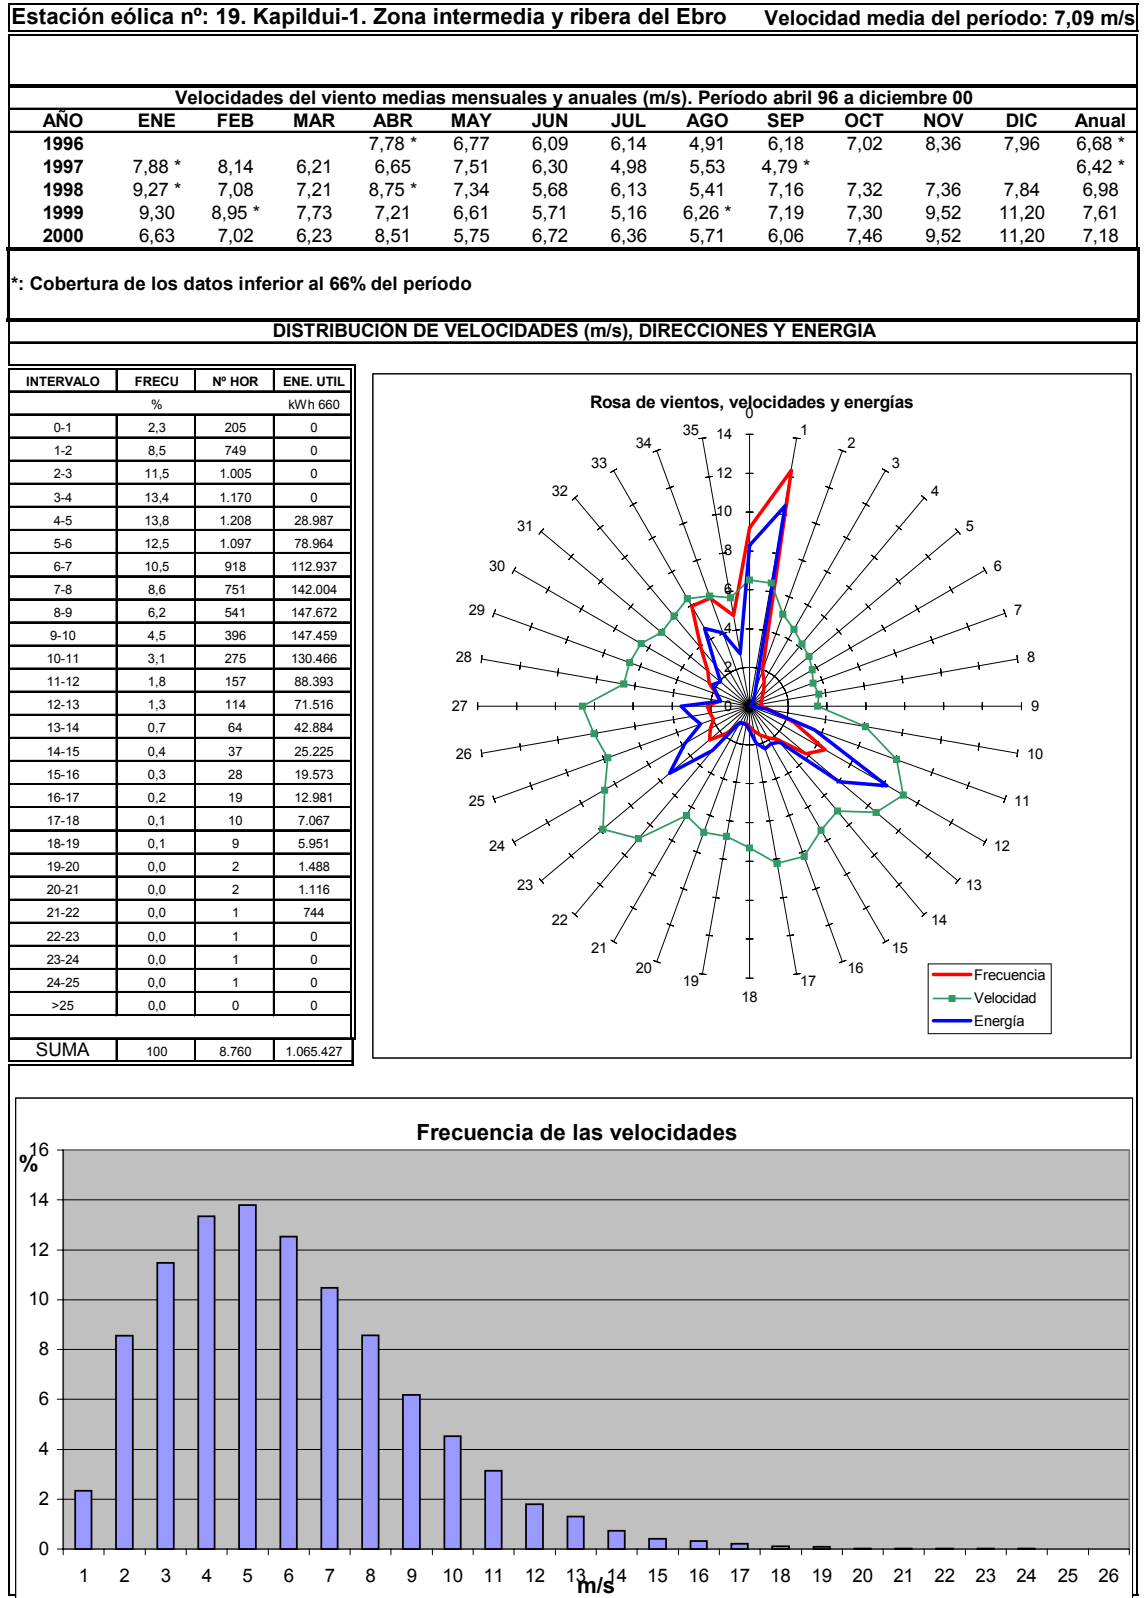 Estación eólica nº: 19. Kapildui-1. Zona intermedia y ribera del Ebro Velocidad media del período: 7,09 m/s
Velocidades del viento medias mensuales y anuales (m/s). Período abril 96 a diciembre 00
AÑO ENE FEB MAR ABR MAY JUN JUL AGO SEP OCT NOV DIC Anual
1996 7,78 * 6,77 6,09 6,14 4,91 6,18 7,02 8,36 7,96 6,68 *
1997 7,88 * 8,14 6,21 6,65 7,51 6,30 4,98 5,53 4,79 * 6,42 *
1998 9,27 * 7,08 7,21 8,75 * 7,34 5,68 6,13 5,41 7,16 7,32 7,36 7,84 6,98
1999 9,30 8,95 * 7,73 7,21 6,61 5,71 5,16 6,26 * 7,19 7,30 9,52 11,20 7,61
2000 6,63 7,02 6,23 8,51 5,75 6,72 6,36 5,71 6,06 7,46 9,52 11,20 7,18
*: Cobertura de los datos inferior al 66% del período
DISTRIBUCIÓN DE VELOCIDADES (m/s), DIRECCIONES Y ENERGÍA
INTERVALO FRECU Nº HOR ENE. UTIL
% kWh 660
0-1 2,3 205 0
1-2 8,5 749 0
2-3 11,5 1.005 0
3-4 13,4 1.170 0
4-5 13,8 1.208 28.987
5-6 12,5 1.097 78.964
6-7 10,5 918 112.937
7-8 8,6 751 142.004
8-9 6,2 541 147.672
9-10 4,5 396 147.459
10-11 3,1 275 130.466
11-12 1,8 157 88.393
12-13 1,3 114 71.516
13-14 0,7 64 42.884
14-15 0,4 37 25.225
15-16 0,3 28 19.573
16-17 0,2 19 12.981
17-18 0,1 10 7.067
18-19 0,1 9 5.951
19-20 0,0 2 1.488
20-21 0,0 2 1.116
21-22 0,0 1 744
22-23 0,0 1 0
23-24 0,0 1 0
24-25 0,0 1 0
>25 0,0 0 0
SUMA 100 8.760 1.065.427
Rosa de vientos, velocidades y energías
0
1
2
3
4
5
6
7
8
9
10
11
12
13
14
15
16
17
18
19
20
21
22
23
24
25
26
27
28
29
30
31
32
33
34
35
14
12
10
8
6
4
2
0
Frecuencia
Velocidad
Energía
Frecuencia de las velocidades
%
16
14
12
10
8
6
4
2
0
1 2 3 4 5 6 7 8 9 10 11 12 13 14 15 16 17 18 19 20 21 22 23 24 25 26
m/s